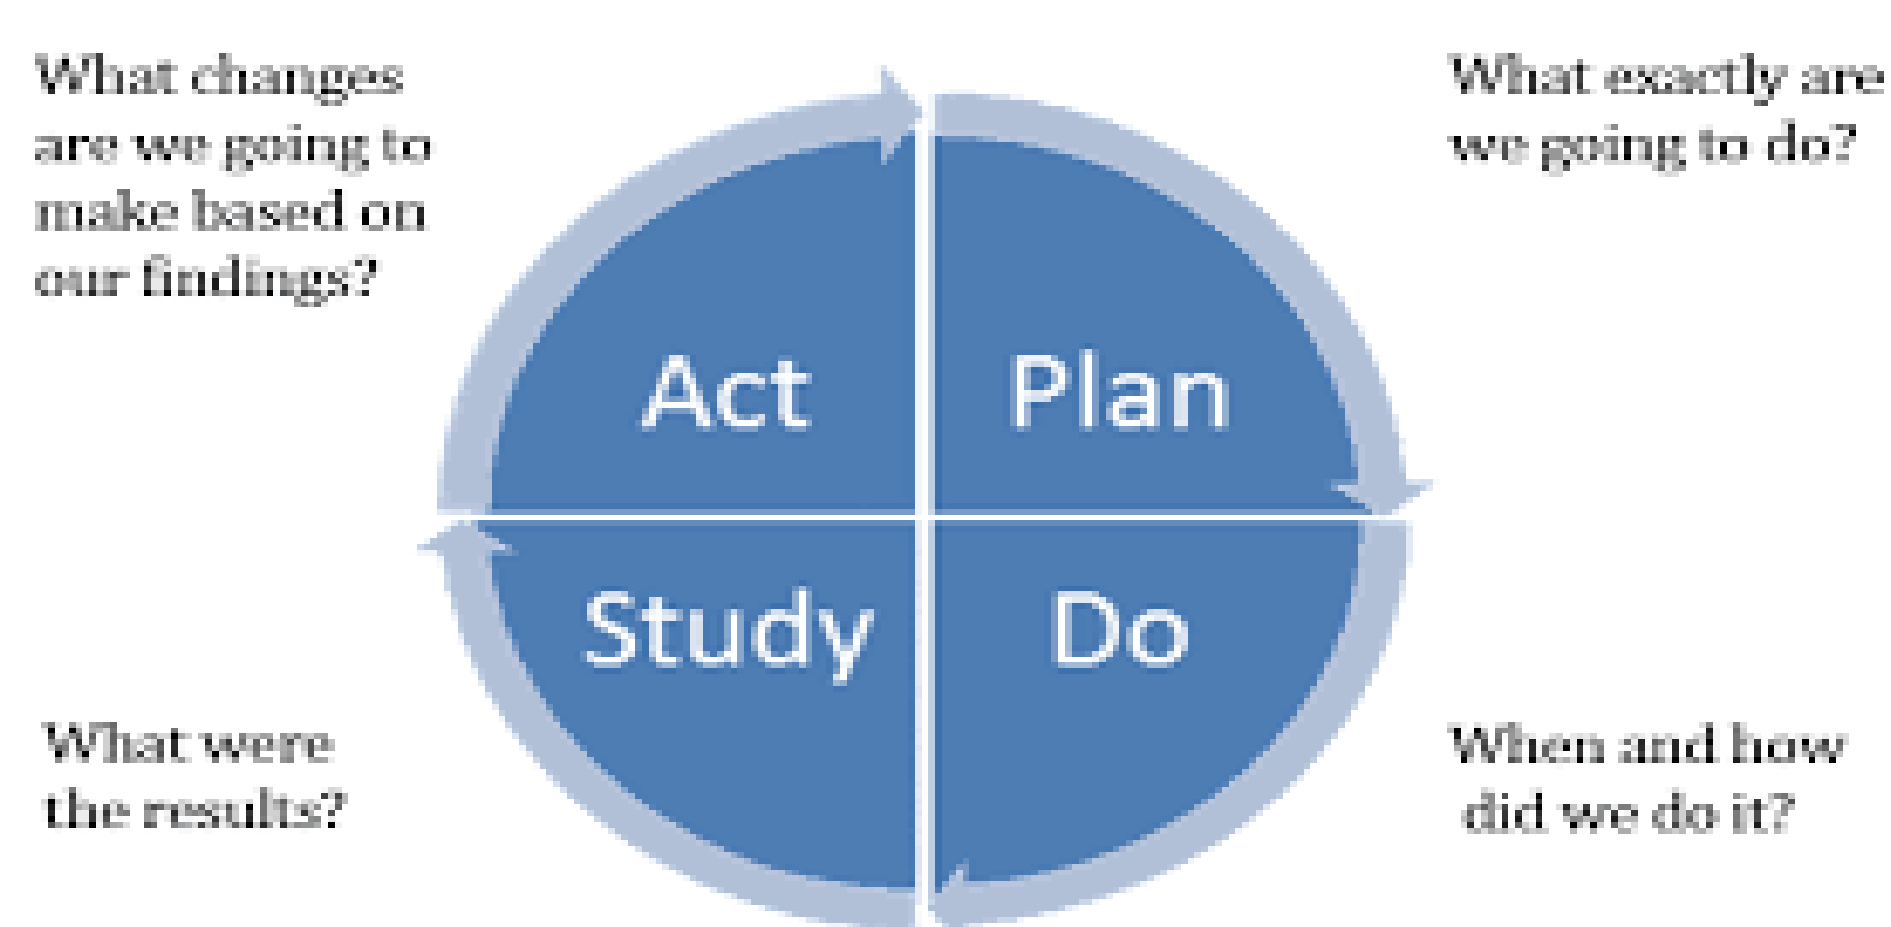 What changes
are we going to
make based on
our findings?
What exactly are
we going to do?
Act
Plan
Study
Do
What were
the results?
When and how
did we do it?